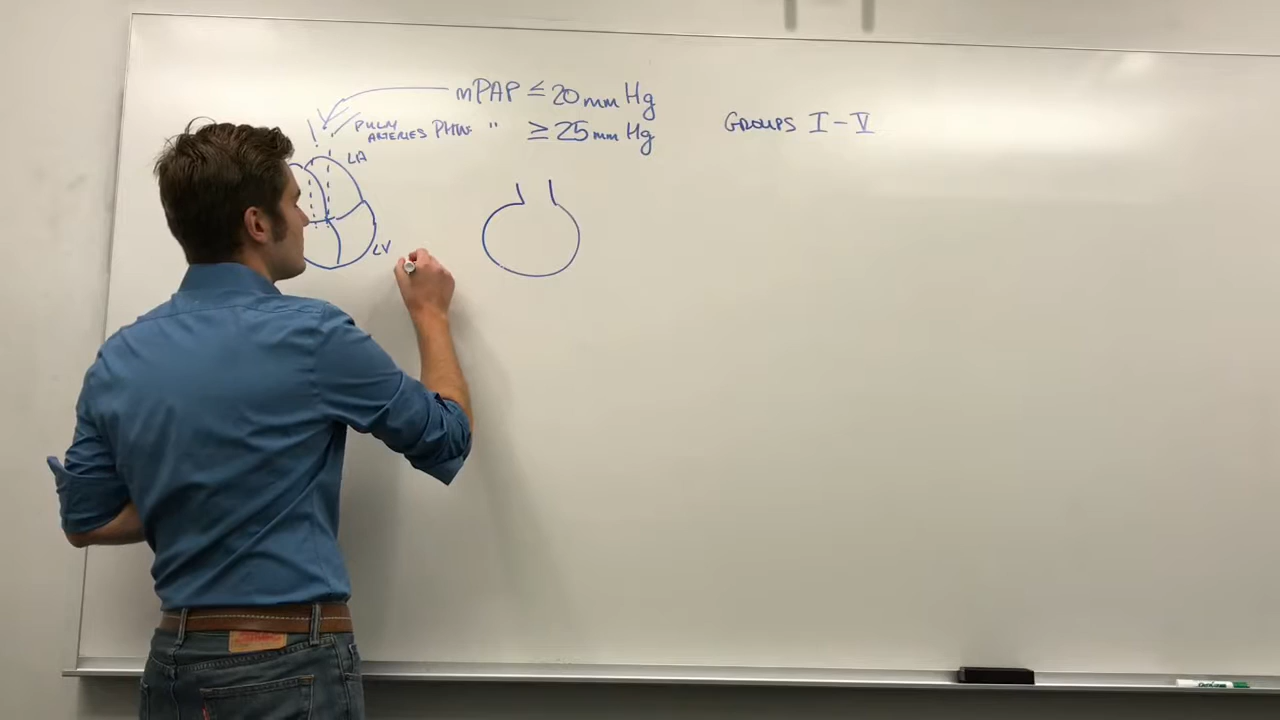 mPAP ≤ 20 mm Hg
PULM ARTERIES PHTN " ≥ 25 mm Hg
GROUPS I - V
LA
LV